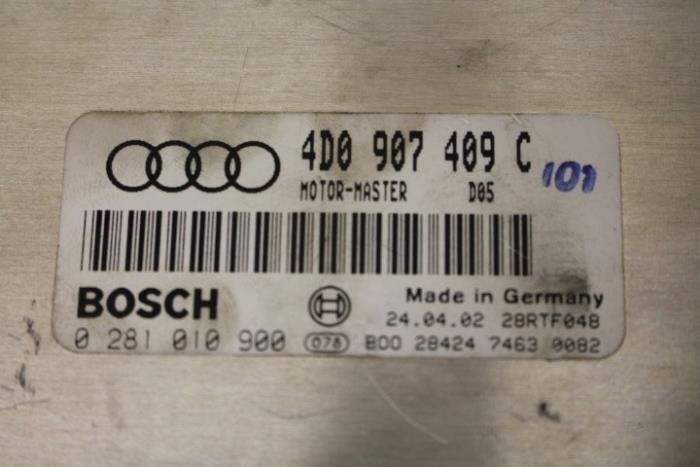 4D0 907 409 C
101
MOTOR-MASTER D05
BOSCH
Made in Germany
24.04.02 28RTF048
0 281 010 900 078 BOO 28424 7463 0082